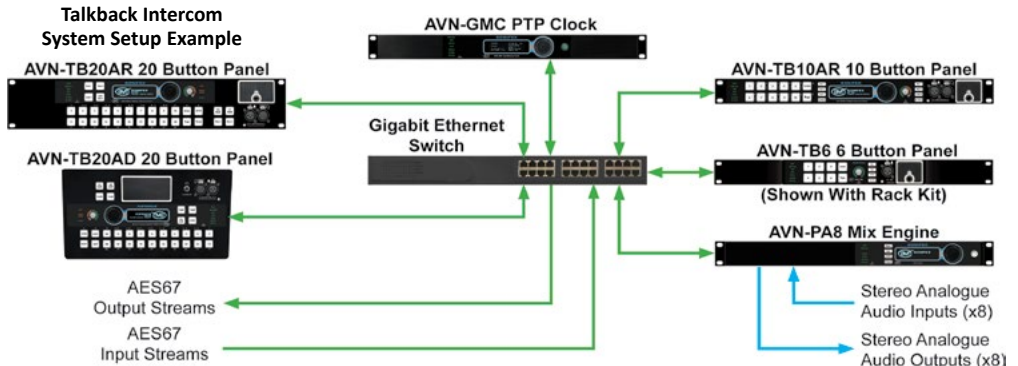 Talkback Intercom
System Setup Example
AVN-GMC PTP Clock
AVN-TB20AR 20 Button Panel
AVN-TB10AR 10 Button Panel
Gigabit Ethernet
Switch
AVN-TB20AD 20 Button Panel
AVN-TB6 6 Button Panel
(Shown With Rack Kit)
AVN-PA8 Mix Engine
AES67
Output Streams
AES67
Input Streams
Stereo Analogue
Audio Inputs (x8)
Stereo Analogue
Audio Outputs (x8)